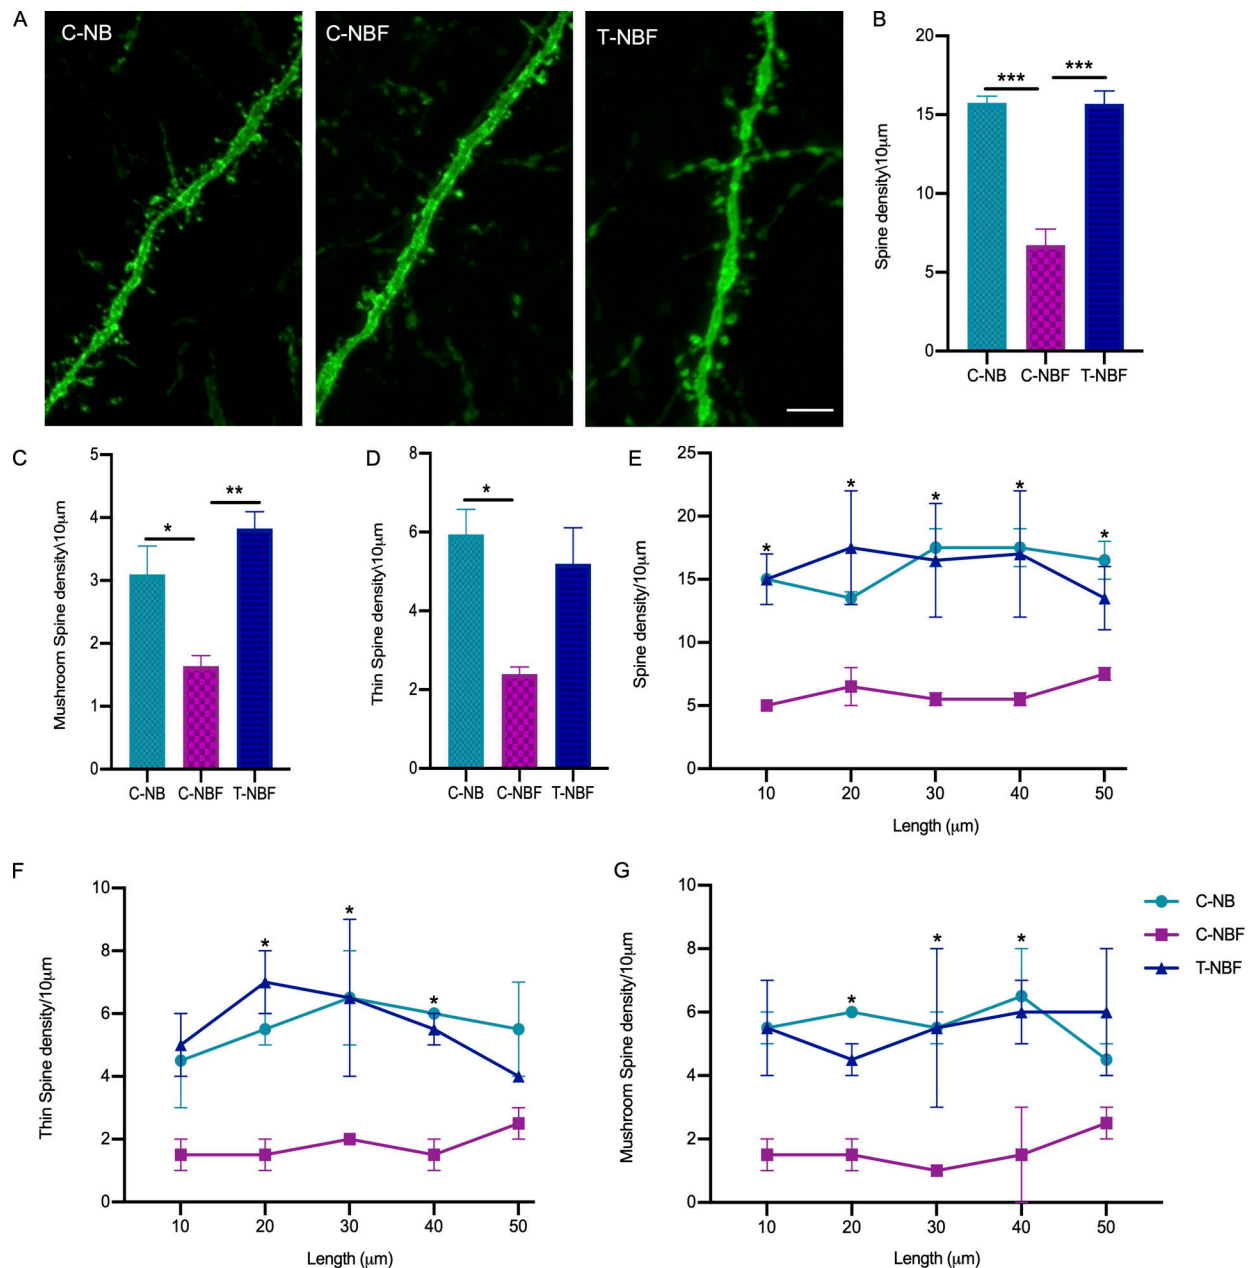 A
C-NB
C-NBF
T-NBF
B
Spine density\10μm
20
15
10
5
0
***
***
C-NB
C-NBF
T-NBF
C
Mushroom Spine density\10μm
5
4
3
2
1
0
*
**
C-NB
C-NBF
T-NBF
D
Thin Spine density\10μm
8
6
4
2
0
*
C-NB
C-NBF
T-NBF
E
Spine density/10μm
25
20
15
10
5
0
*
*
*
*
*
10
20
30
40
50
Length (μm)
F
Thin Spine density/10μm
10
8
6
4
2
0
*
*
*
10
20
30
40
50
Length (μm)
G
Mushroom Spine density/10μm
10
8
6
4
2
0
*
*
*
10
20
30
40
50
Length (μm)
C-NB
C-NBF
T-NBF